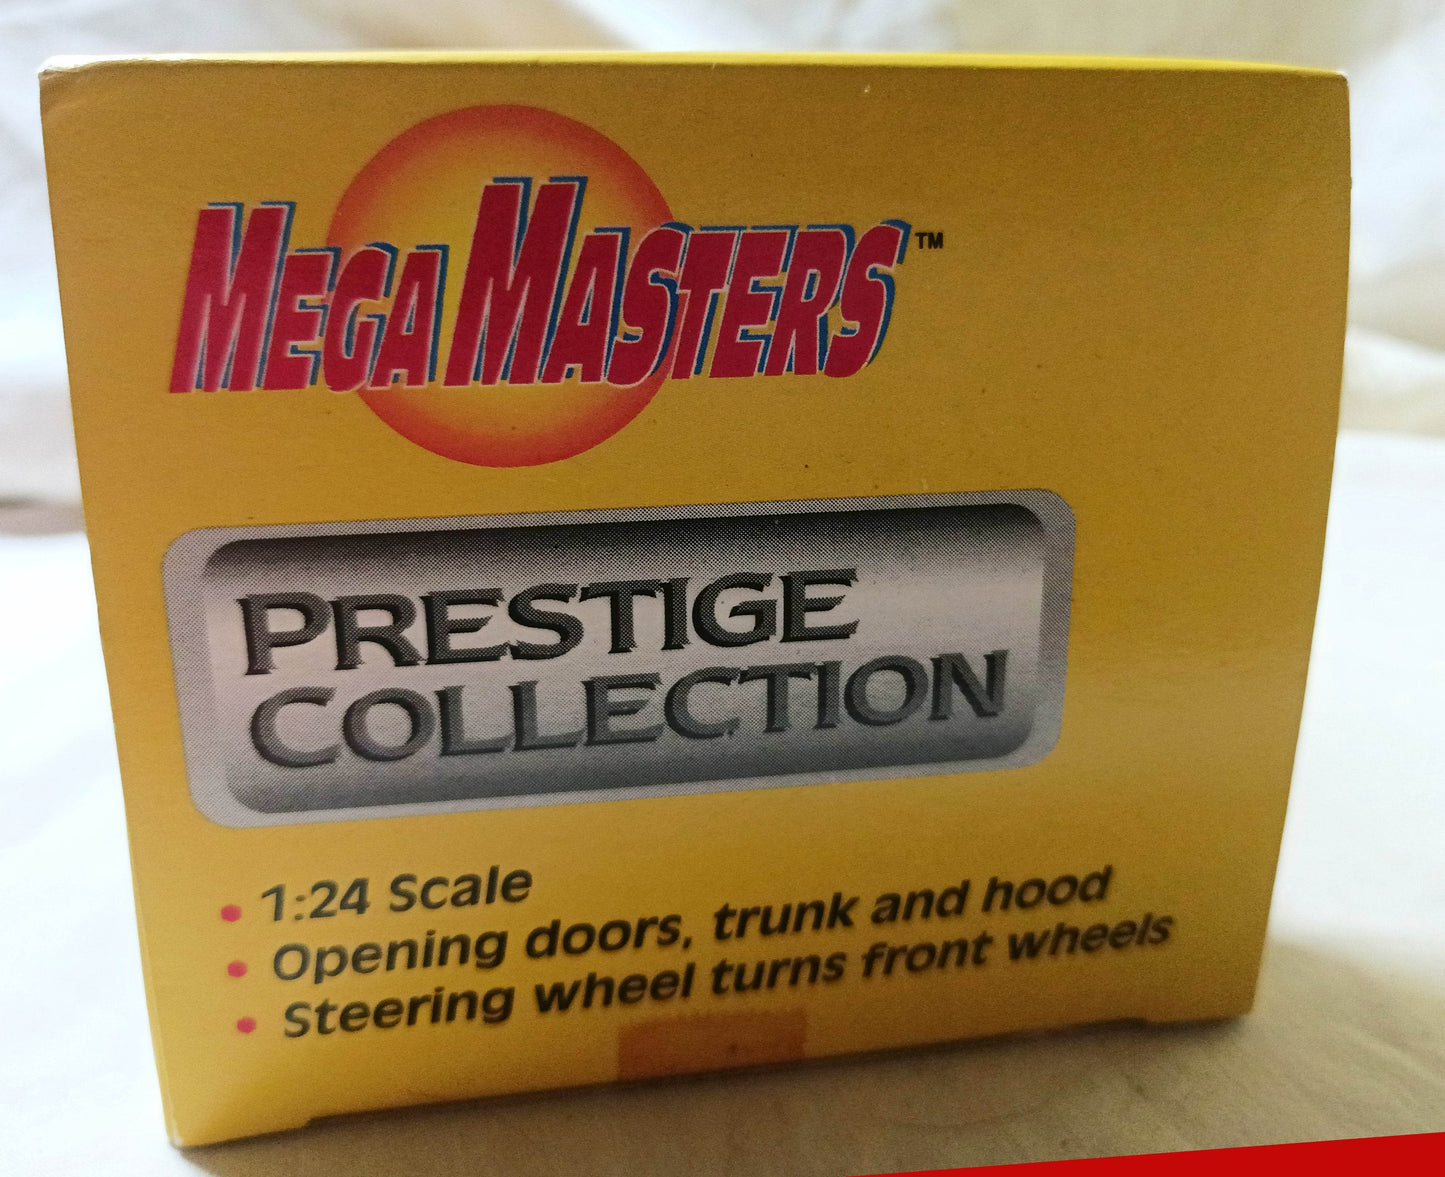 MEGA MASTERS™
PRESTIGE
COLLECTION
• 1:24 Scale
• Opening doors, trunk and hood
• Steering wheel turns front wheels